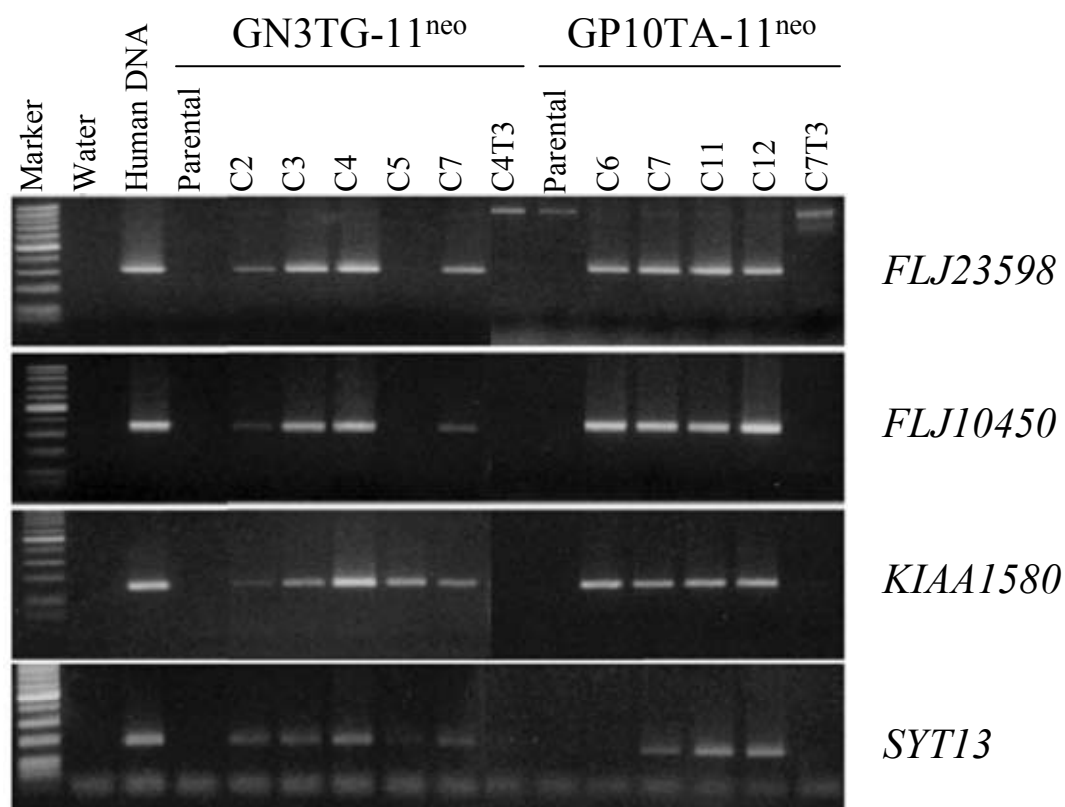 GN3TG-11neo
GP10TA-11neo
Marker
Water
Human DNA
Parental
C2
C3
C4
C5
C7
C4T3
Parental
C6
C7
C11
C12
C7T3
FLJ23598
FLJ10450
KIAA1580
SYT13